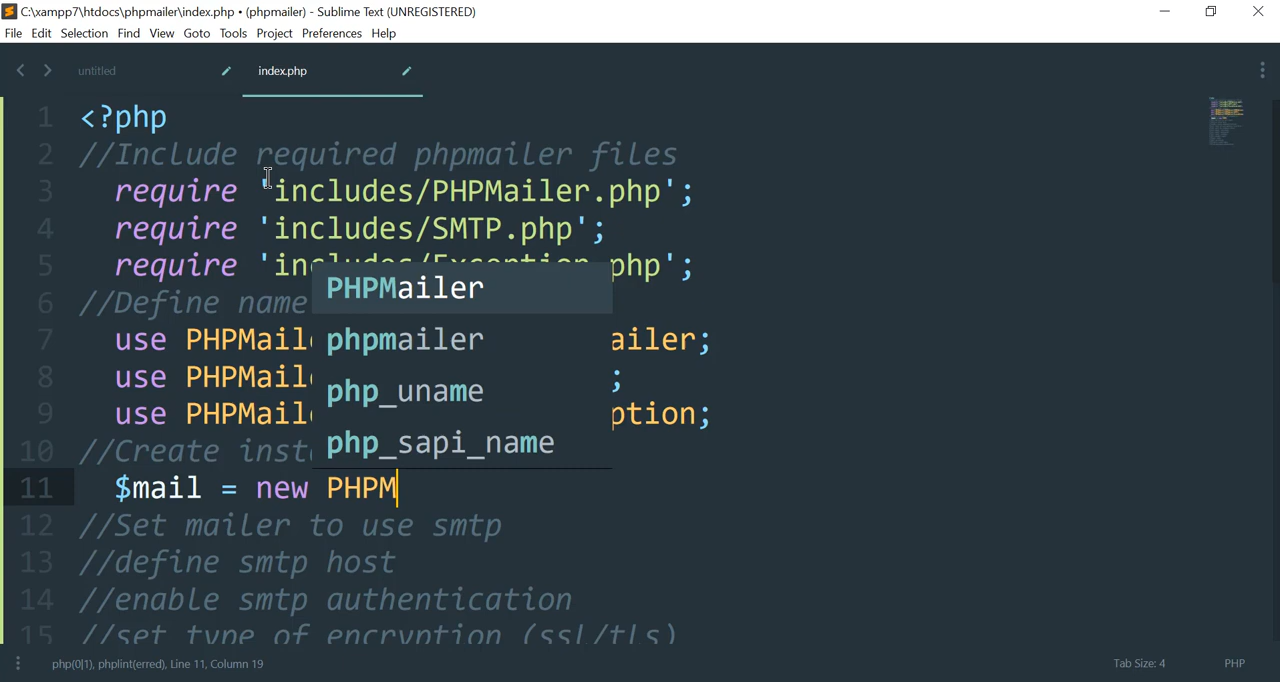 C:\xampp7\htdocs\phpmailer\index.php • (phpmailer) - Sublime Text (UNREGISTERED)
File Edit Selection Find View Goto Tools Project Preferences Help
untitled index.php
1 <?php
2 //Include required phpmailer files
3 require 'includes/PHPMailer.php';
4 require 'includes/SMTP.php';
5 require 'includes/Exception.php';
PHPMailer
6 //Define name
7 use PHPMail ailer;
phpmailer
8 use PHPMail ;
php_uname
9 use PHPMail ption;
10 //Create inst
php_sapi_name
11 $mail = new PHPM
12 //Set mailer to use smtp
13 //define smtp host
14 //enable smtp authentication
15 //set type of encryption (ssl/tls)
php(0|1), phplint(erred), Line 11, Column 19 Tab Size: 4 PHP